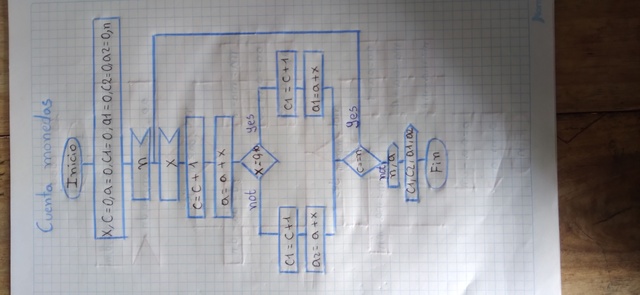 Cuenta monedas
Inicio
X, C=0, a=0, C1=0, a1=0, C2=0, a2=0, n
n
x
c=c+1
a=a+x
not
yes
C1=C+1
C1=C+1
a2=a+x
a1=a+x
c==n
yes
not
n, a
C1, C2, a1, a2
Fin